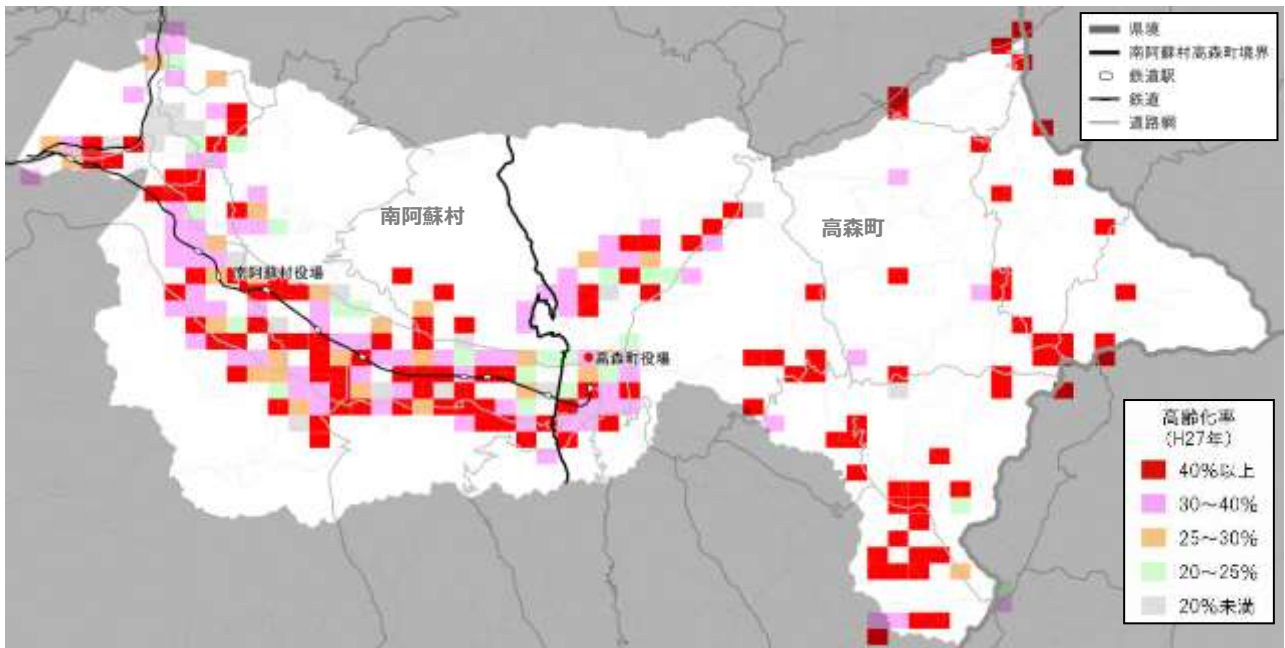 県境
南阿蘇村高森町境界
鉄道駅
鉄道
道路網
南阿蘇村
高森町
南阿蘇村役場
高森町役場
高齢化率
(H27年)
40%以上
30～40%
25～30%
20～25%
20%未満